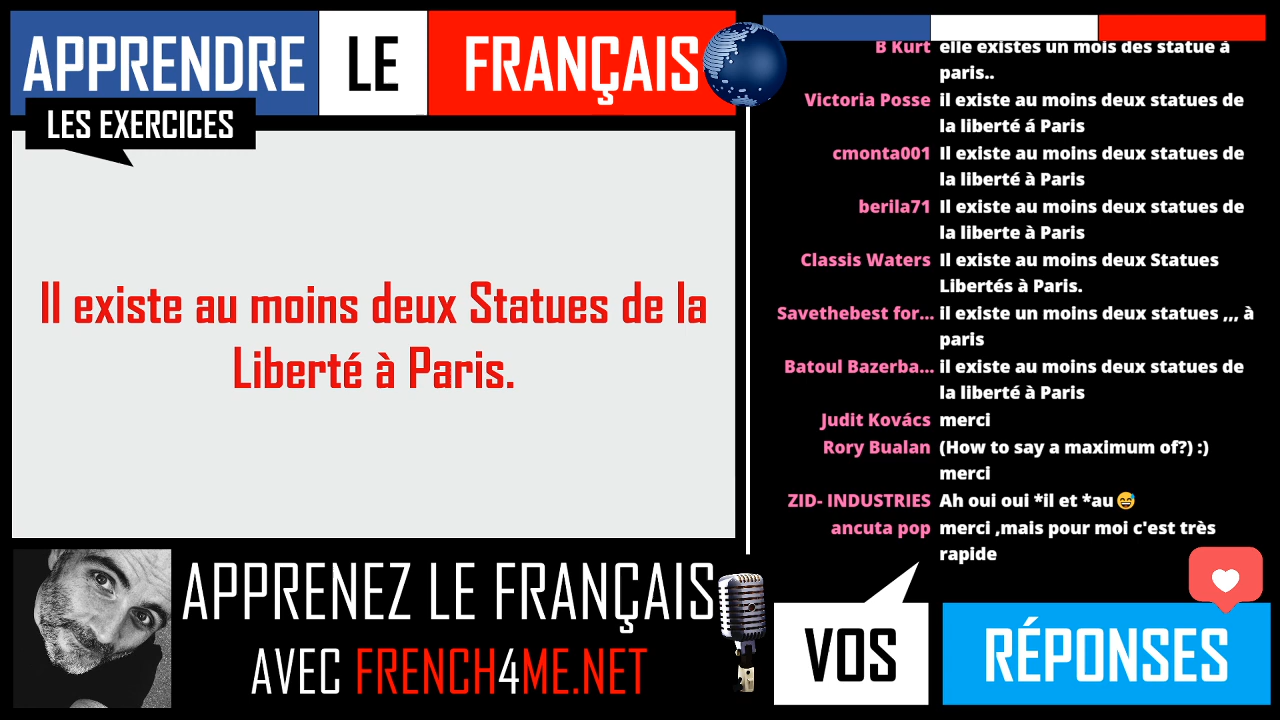 APPRENDRE LE FRANÇAIS
LES EXERCICES
Il existe au moins deux Statues de la
Liberté à Paris.
APPRENEZ LE FRANÇAIS
AVEC FRENCH4ME.NET
B Kurt elle existes un mois des statue à
paris..
Victoria Posse il existe au moins deux statues de
la liberté á Paris
cmonta001 Il existe au moins deux statues de
la liberté à Paris
berila71 Il existe au moins deux statues de
la liberte à Paris
Classis Waters Il existe au moins deux Statues
Libertés à Paris.
Savethebest for... il existe un moins deux statues ,,, à
paris
Batoul Bazerba... il existe au moins deux statues de
la liberté à Paris
Judit Kovács merci
Rory Bualan (How to say a maximum of?) :)
merci
ZID- INDUSTRIES Ah oui oui *il et *au😅
ancuta pop merci ,mais pour moi c'est très
rapide
VOS RÉPONSES